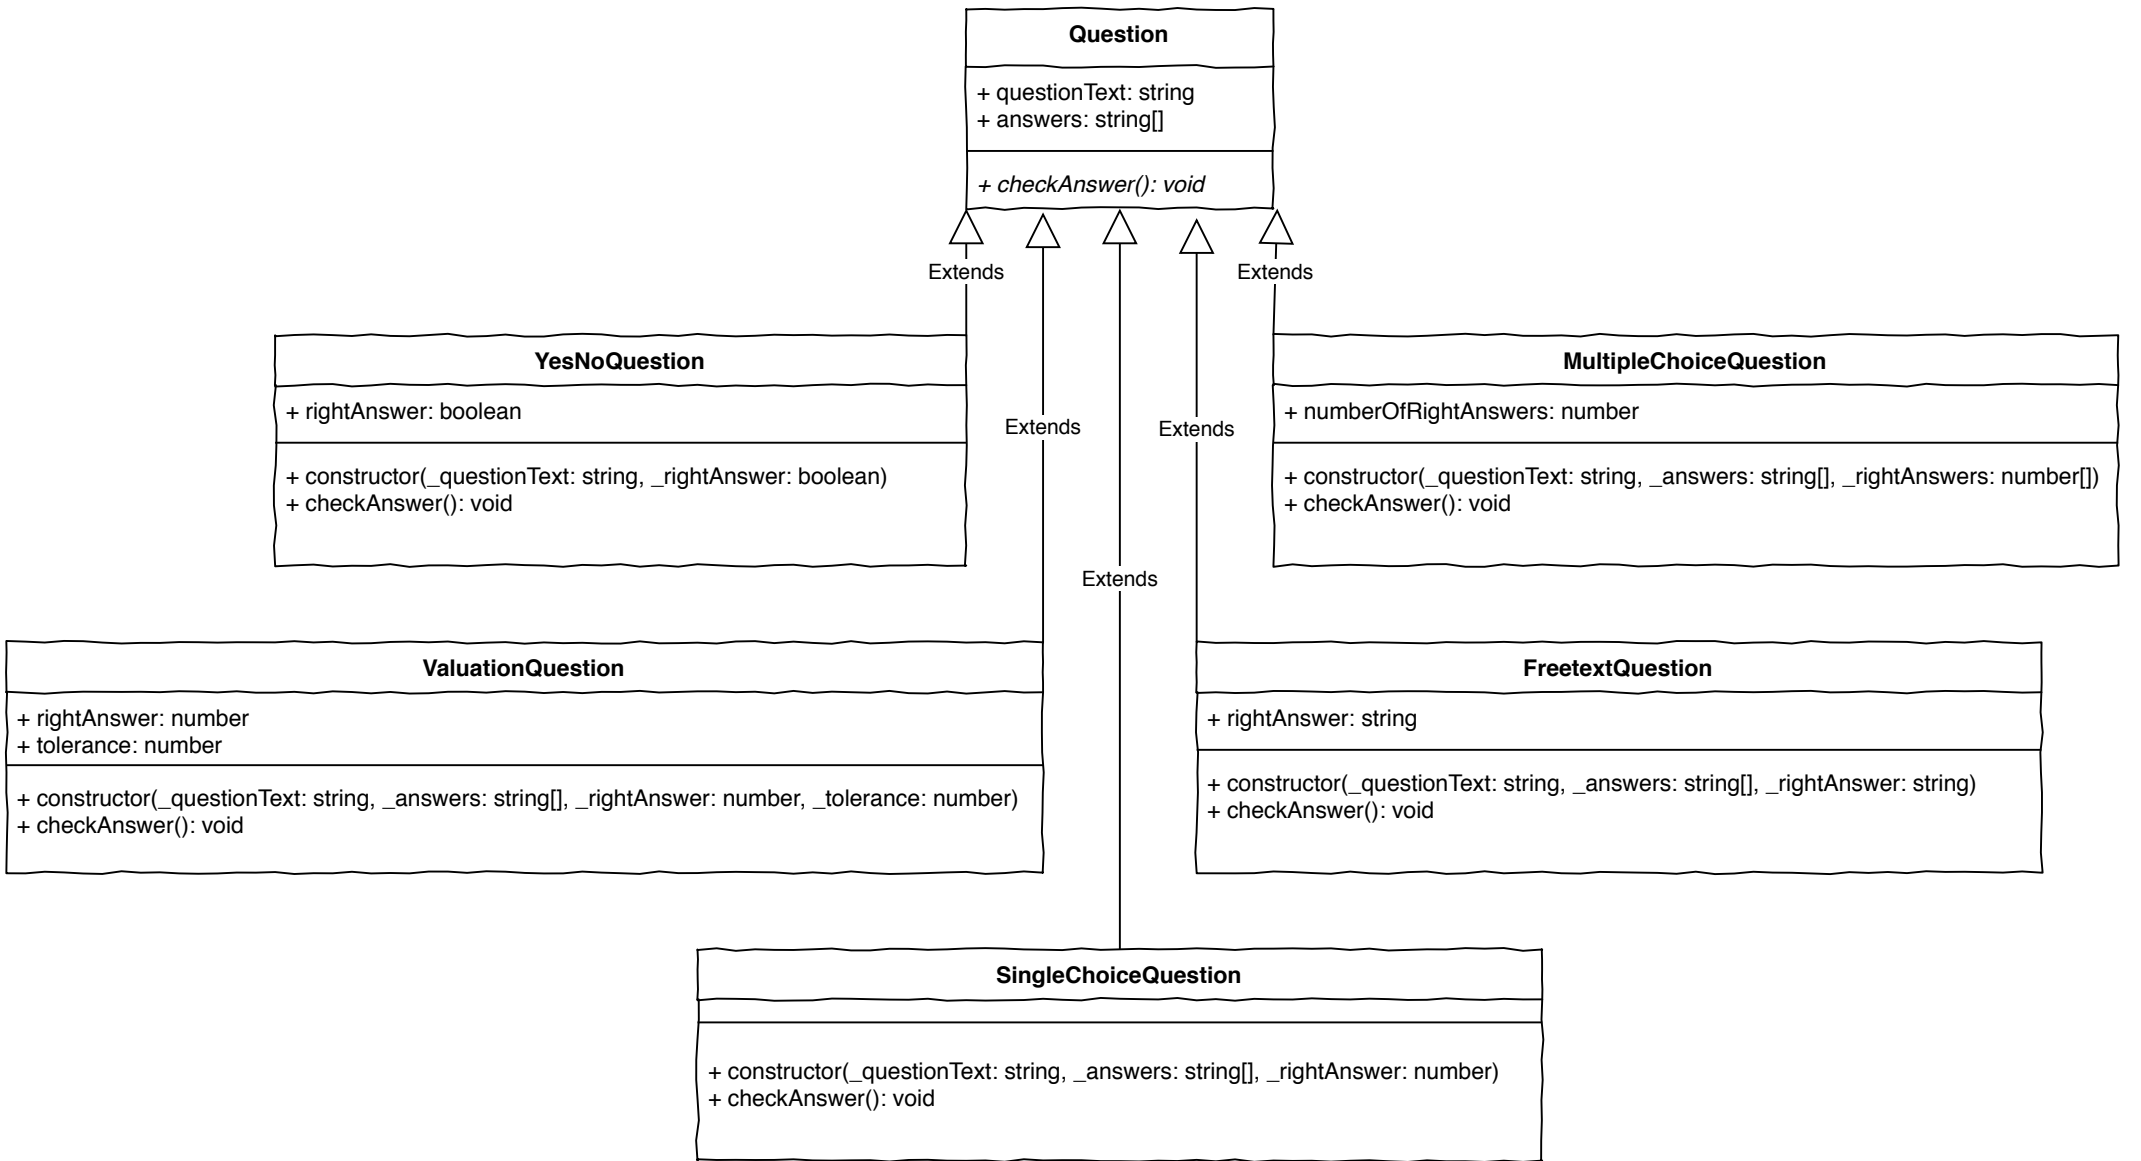 Question
+ questionText: string
+ answers: string[]
+ checkAnswer(): void
Extends
Extends
YesNoQuestion
+ rightAnswer: boolean
+ constructor(_questionText: string, _rightAnswer: boolean)
+ checkAnswer(): void
MultipleChoiceQuestion
+ numberOfRightAnswers: number
+ constructor(_questionText: string, _answers: string[], _rightAnswers: number[])
+ checkAnswer(): void
Extends
Extends
Extends
ValuationQuestion
+ rightAnswer: number
+ tolerance: number
+ constructor(_questionText: string, _answers: string[], _rightAnswer: number, _tolerance: number)
+ checkAnswer(): void
FreetextQuestion
+ rightAnswer: string
+ constructor(_questionText: string, _answers: string[], _rightAnswer: string)
+ checkAnswer(): void
SingleChoiceQuestion
+ constructor(_questionText: string, _answers: string[], _rightAnswer: number)
+ checkAnswer(): void